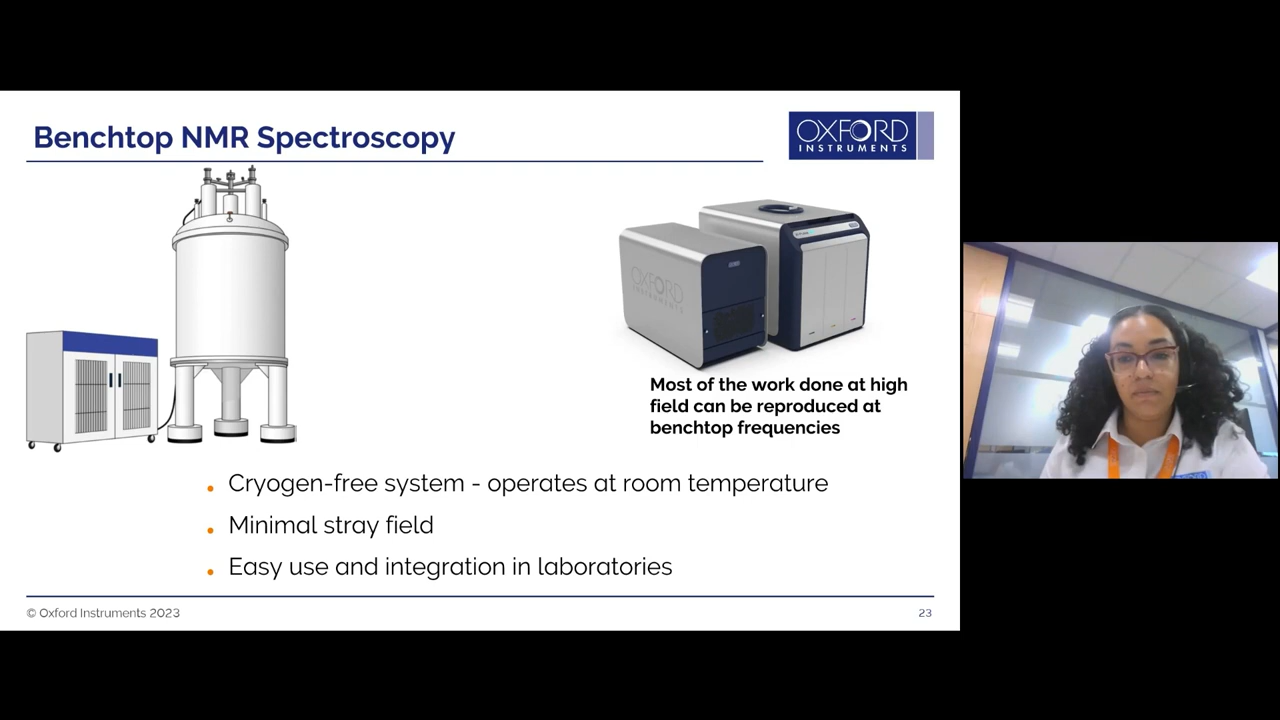 Benchtop NMR Spectroscopy
OXFORD
INSTRUMENTS
OXFORD
INSTRUMENTS
Most of the work done at high
field can be reproduced at
benchtop frequencies
Cryogen-free system - operates at room temperature
Minimal stray field
Easy use and integration in laboratories
© Oxford Instruments 2023
23